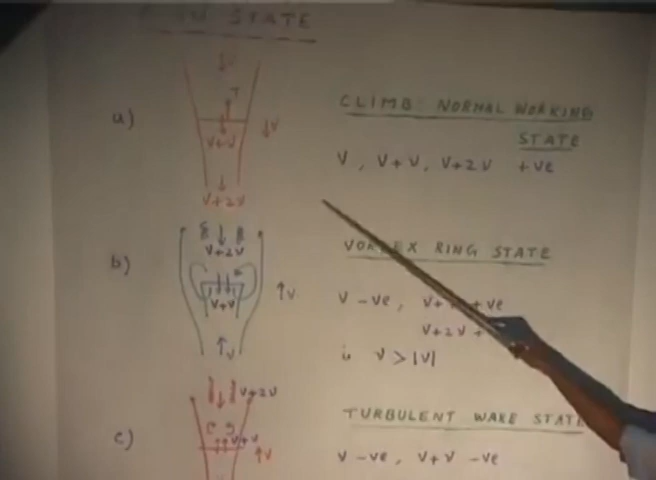 STATE
a)
V
T
V+v
V
V+2v
CLIMB: NORMAL WORKING
STATE
V, V+v, V+2v +ve
b)
V+2v
V+v
V
V
VORTEX RING STATE
V -ve, +ve
V+2v
V > |V|
c)
V+2v
V+v
V
TURBULENT WAKE STATE
V -ve, V+v -ve